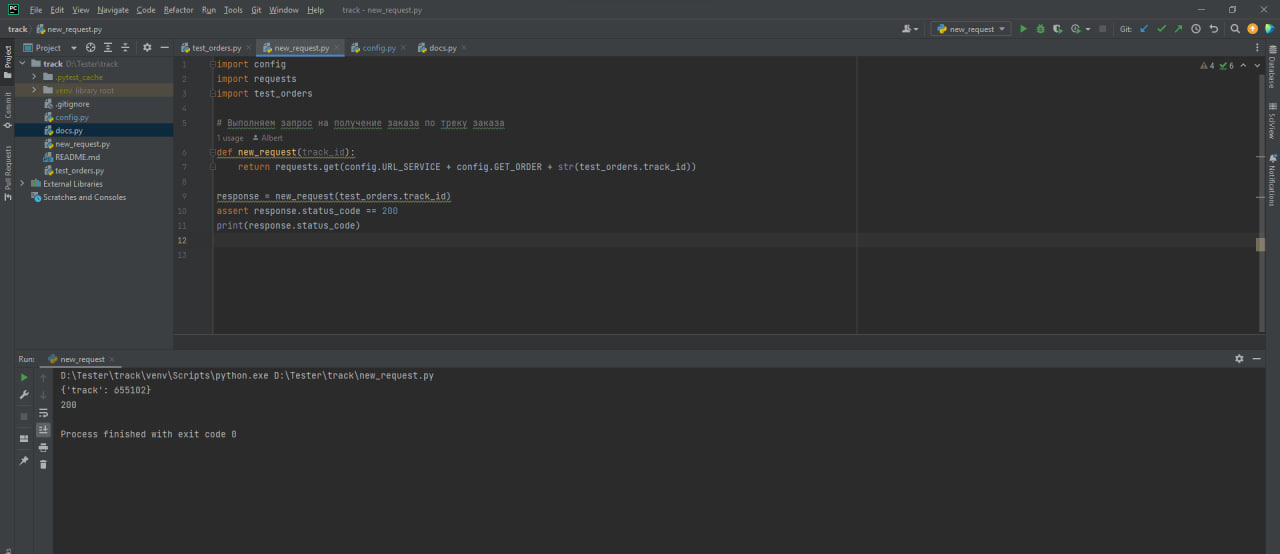 PC File Edit View Navigate Code Refactor Run Tools Git Window Help track - new_request.py
track new_request.py new_request Git:
Project test_orders.py new_request.py config.py docs.py
track D:\Tester\track
.pytest_cache
venv library root
.gitignore
config.py
docs.py
new_request.py
README.md
test_orders.py
External Libraries
Scratches and Consoles
Project
Commit
Pull Requests
1 import config
2 import requests
3 import test_orders
4
5 # Выполняем запрос на получение заказа по треку заказа
1 usage Albert
6 def new_request(track_id):
7 return requests.get(config.URL_SERVICE + config.GET_ORDER + str(test_orders.track_id))
8
9 response = new_request(test_orders.track_id)
10 assert response.status_code == 200
11 print(response.status_code)
12
13
4 6
Database
SciView
Notifications
Run: new_request
D:\Tester\track\venv\Scripts\python.exe D:\Tester\track\new_request.py
{'track': 655102}
200
Process finished with exit code 0